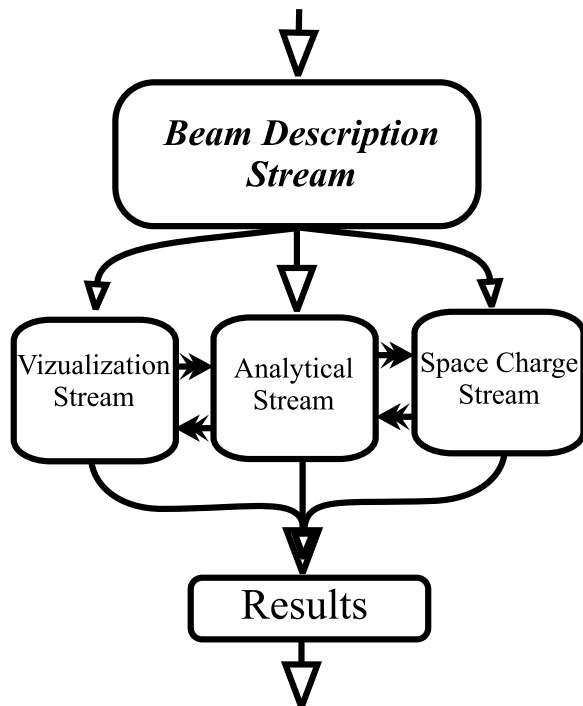 Beam Description
Stream
Vizualization
Stream
Analytical
Stream
Space Charge
Stream
Results